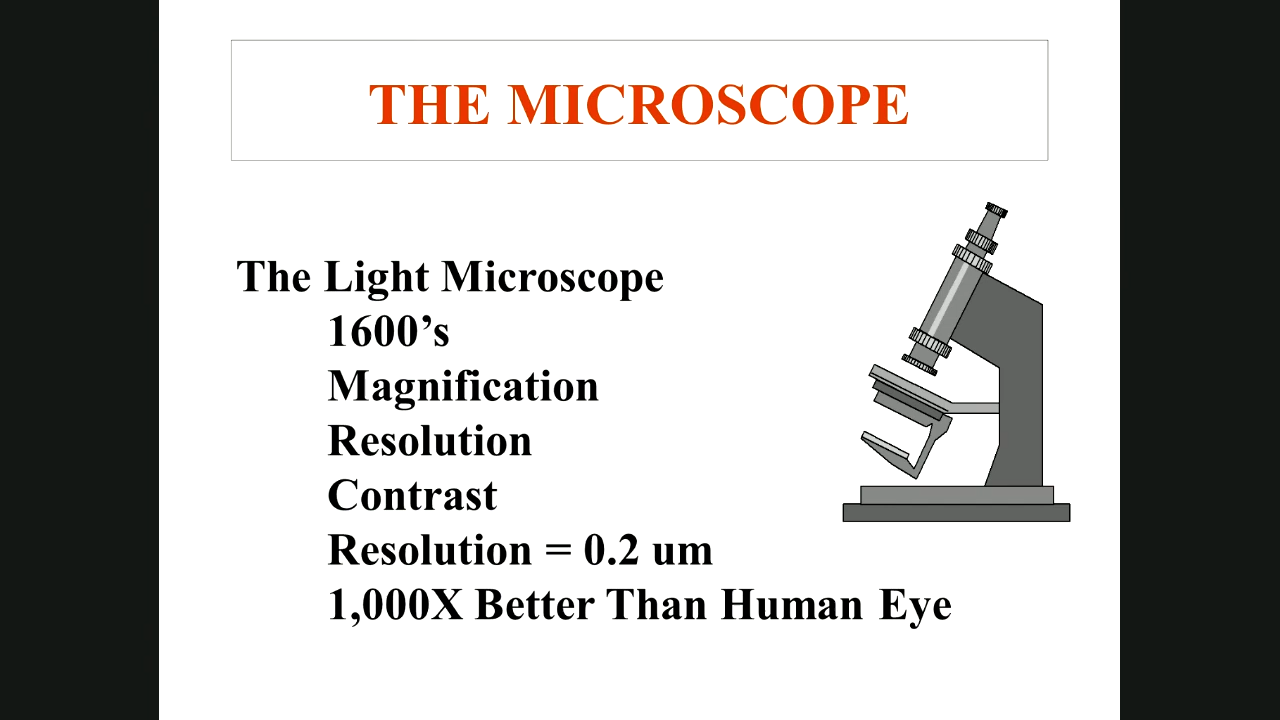 THE MICROSCOPE
The Light Microscope
1600’s
Magnification
Resolution
Contrast
Resolution = 0.2 um
1,000X Better Than Human Eye